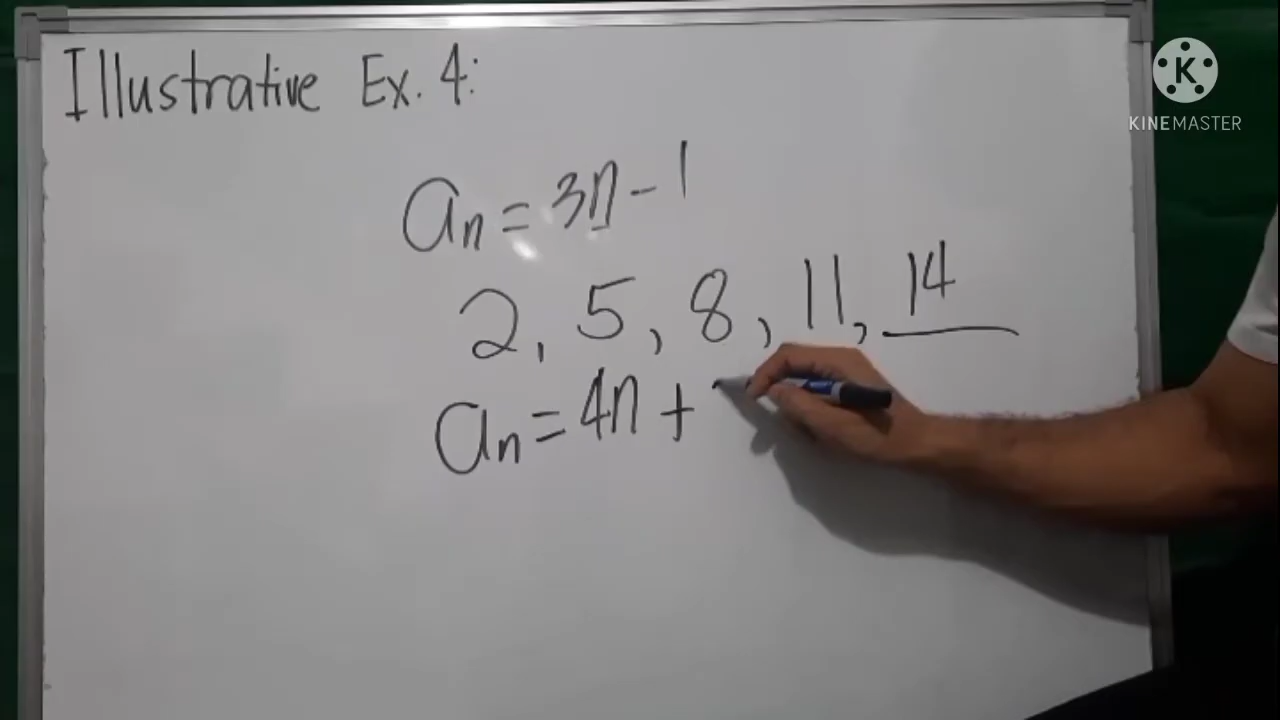 Illustrative Ex. 4:
K
KINEMASTER
an = 3n - 1
2, 5, 8, 11, 14
an = 4n +